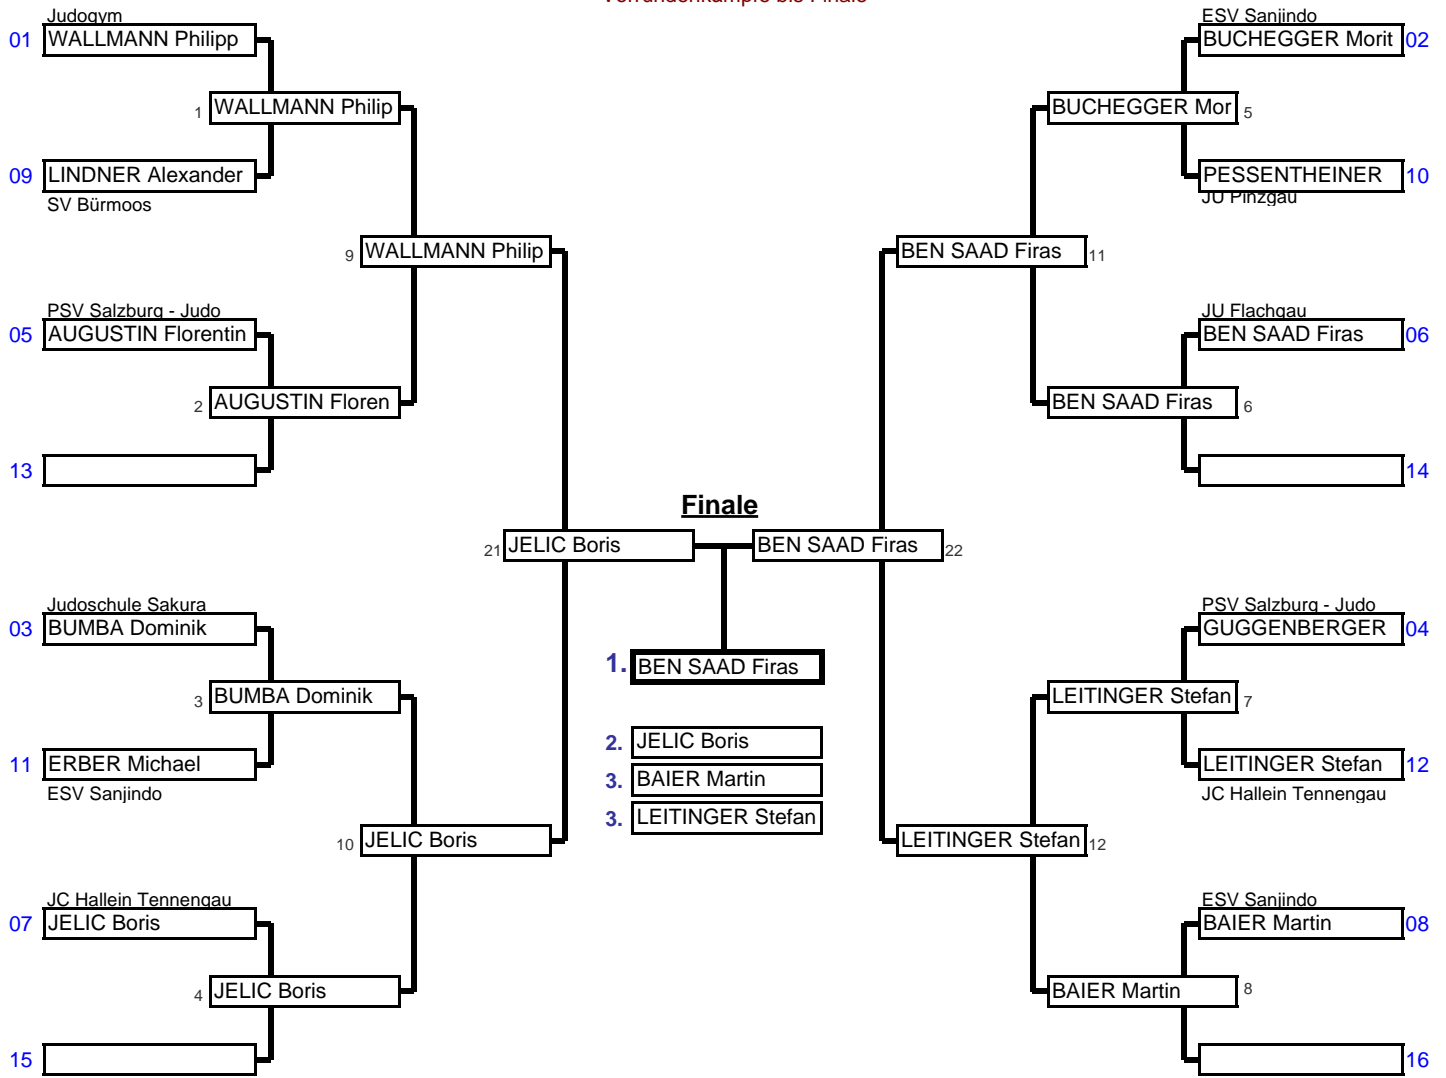 Vorrundenkämpfe bis Finale
Judogym
01 WALLMANN Philipp
1 WALLMANN Philip
09 LINDNER Alexander
SV Bürmoos
9 WALLMANN Philip
PSV Salzburg - Judo
05 AUGUSTIN Florentin
2 AUGUSTIN Floren
13
21 JELIC Boris
Judoschule Sakura
03 BUMBA Dominik
3 BUMBA Dominik
11 ERBER Michael
ESV Sanjindo
10 JELIC Boris
JC Hallein Tennengau
07 JELIC Boris
4 JELIC Boris
15
Finale
1. BEN SAAD Firas
2. JELIC Boris
3. BAIER Martin
3. LEITINGER Stefan
ESV Sanjindo
BUCHEGGER Morit 02
BUCHEGGER Mor 5
PESSENTHEINER 10
JU Pinzgau
BEN SAAD Firas 11
JU Flachgau
BEN SAAD Firas 06
BEN SAAD Firas 6
14
BEN SAAD Firas 22
PSV Salzburg - Judo
GUGGENBERGER 04
LEITINGER Stefan 7
LEITINGER Stefan 12
JC Hallein Tennengau
LEITINGER Stefan 12
ESV Sanjindo
BAIER Martin 08
BAIER Martin 8
16